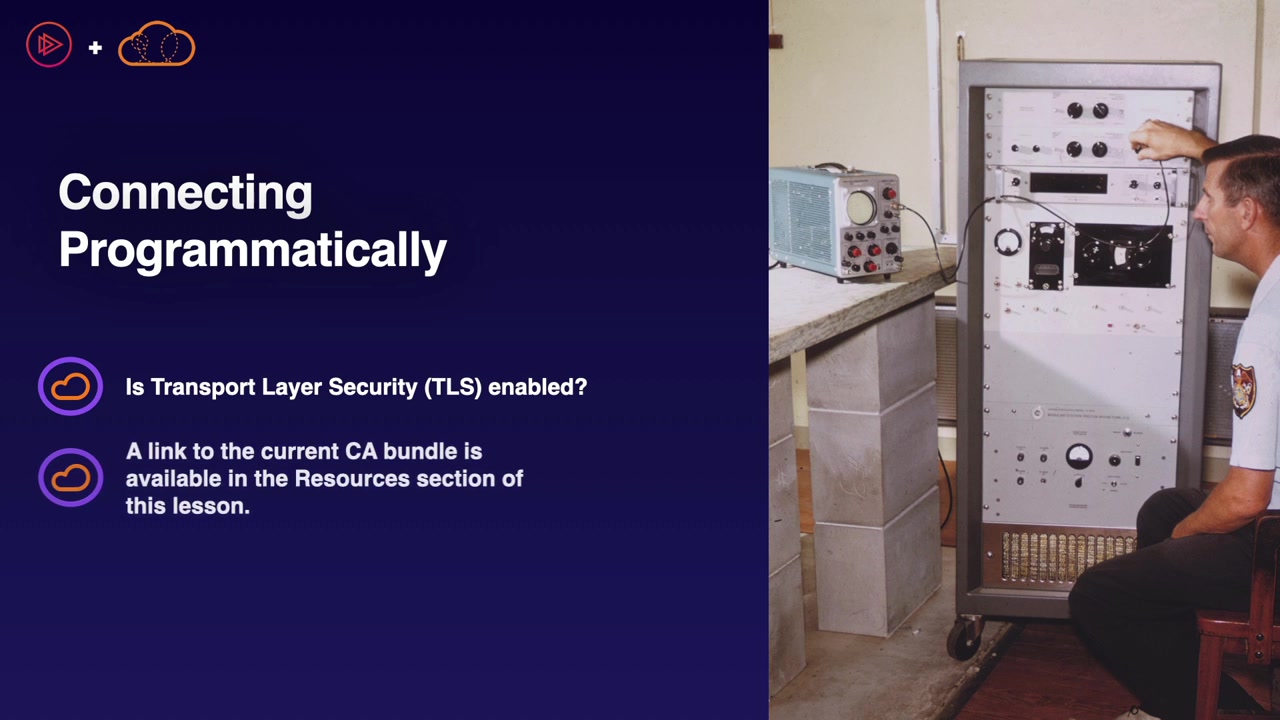 +
Connecting
Programmatically
Is Transport Layer Security (TLS) enabled?
A link to the current CA bundle is
available in the Resources section of
this lesson.